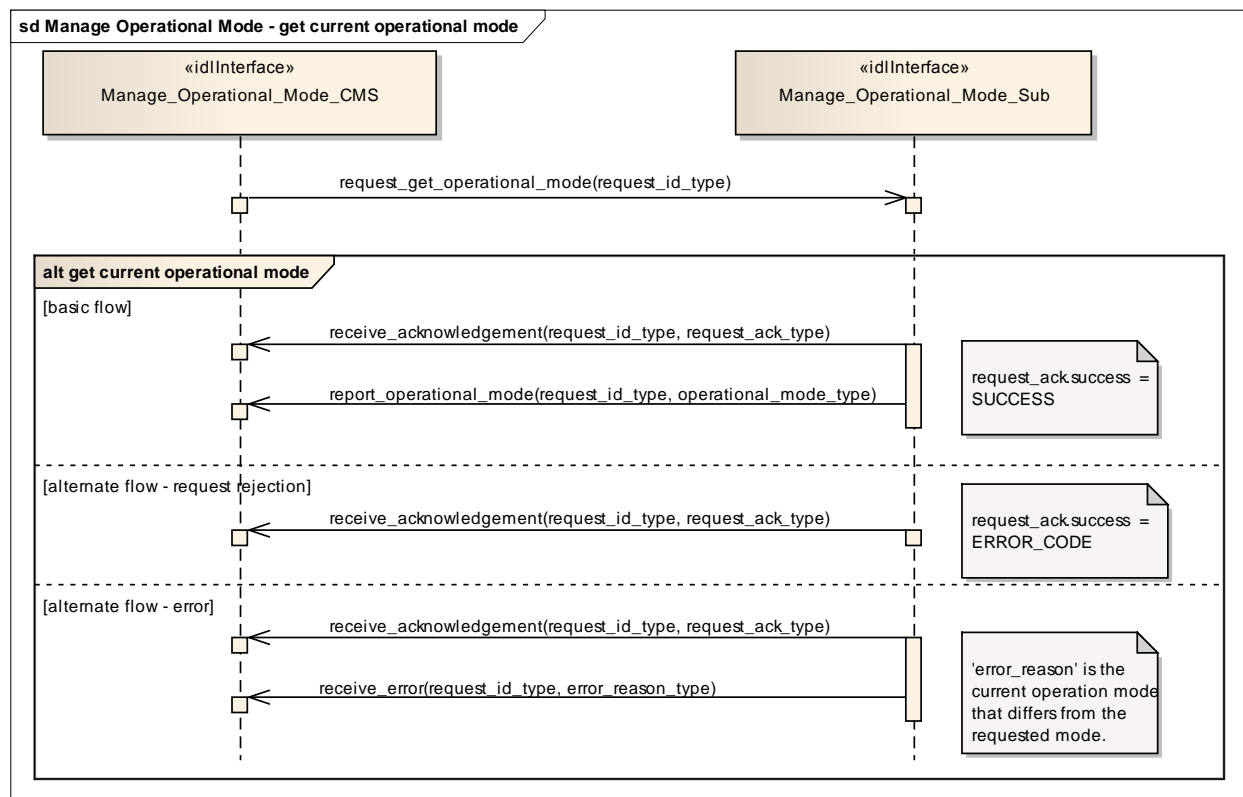 sd Manage Operational Mode - get current operational mode
«idlInterface»
Manage_Operational_Mode_CMS
«idlInterface»
Manage_Operational_Mode_Sub
request_get_operational_mode(request_id_type)
alt get current operational mode
[basic flow]
receive_acknowledgement(request_id_type, request_ack_type)
request_ack.success =
SUCCESS
report_operational_mode(request_id_type, operational_mode_type)
[alternate flow - request rejection]
receive_acknowledgement(request_id_type, request_ack_type)
request_ack.success =
ERROR_CODE
[alternate flow - error]
receive_acknowledgement(request_id_type, request_ack_type)
receive_error(request_id_type, error_reason_type)
'error_reason' is the
current operation mode
that differs from the
requested mode.